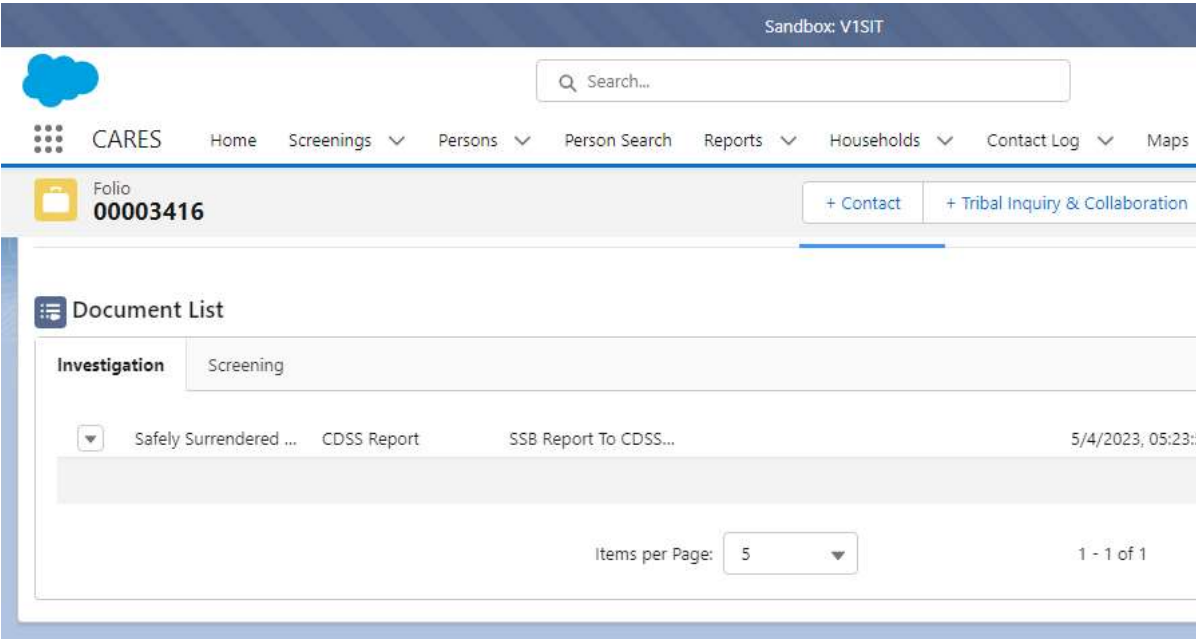 Sandbox: V1SIT
Search...
CARES Home Screenings Persons Person Search Reports Households Contact Log Maps
Folio
00003416
+ Contact + Tribal Inquiry & Collaboration
Document List
Investigation Screening
Safely Surrendered ... CDSS Report SSB Report To CDSS... 5/4/2023, 05:23:
Items per Page: 5 1 - 1 of 1